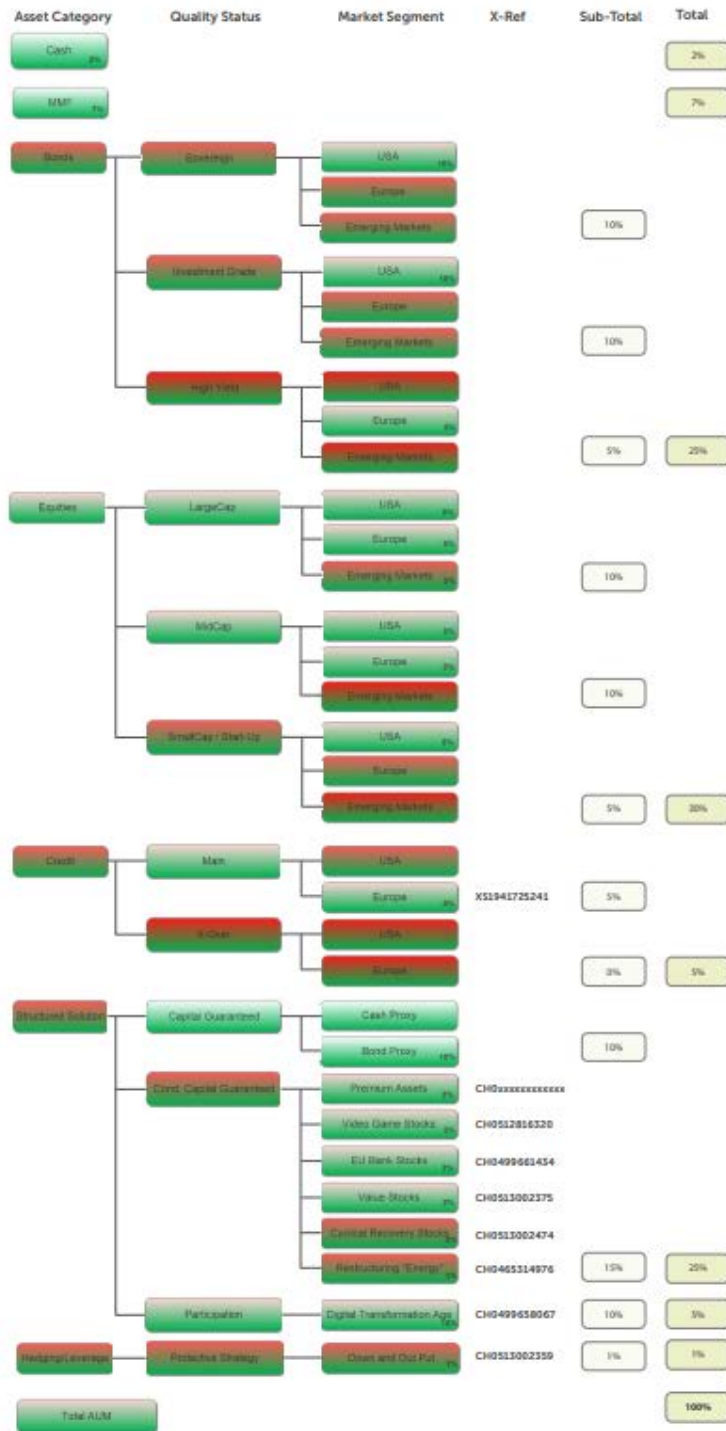 Asset Category Quality Status Market Segment X-Ref Sub-Total Total
Cash 2%
MMF 7% 7%
Bonds Sovereign USA 10%
Europe
Emerging Markets 10%
Investment Grade USA 10%
Europe
Emerging Markets 10%
High Yield USA
Europe
Emerging Markets 5% 25%
Equities LargeCap USA
Europe
Emerging Markets 10%
MidCap USA
Europe
Emerging Markets 10%
SmallCap / Start-Up USA
Europe
Emerging Markets 5%
Credit Main USA
Europe XS1941725241 5%
X-Over USA
Europe 5%
Structured Solution Capital Guaranteed Cash Proxy
Bond Proxy 10% 10%
Cond. Capital Guaranteed Premium Assets CH0xxxxxxxxxxxx
Video Game Stocks CH0512816320
EU Bank Stocks CH0499661434
Value Stocks CH0513002375
Cyclical Recovery Stocks CH0513002474
Restructuring "Energy" CH0465314976 15% 25%
Participation Digital Transformation Age CH0499658067 10% 5%
Hedging/Leverage Protective Strategy Down and Out Put 1% CH0513002359 1% 1%
Total AUM 100%